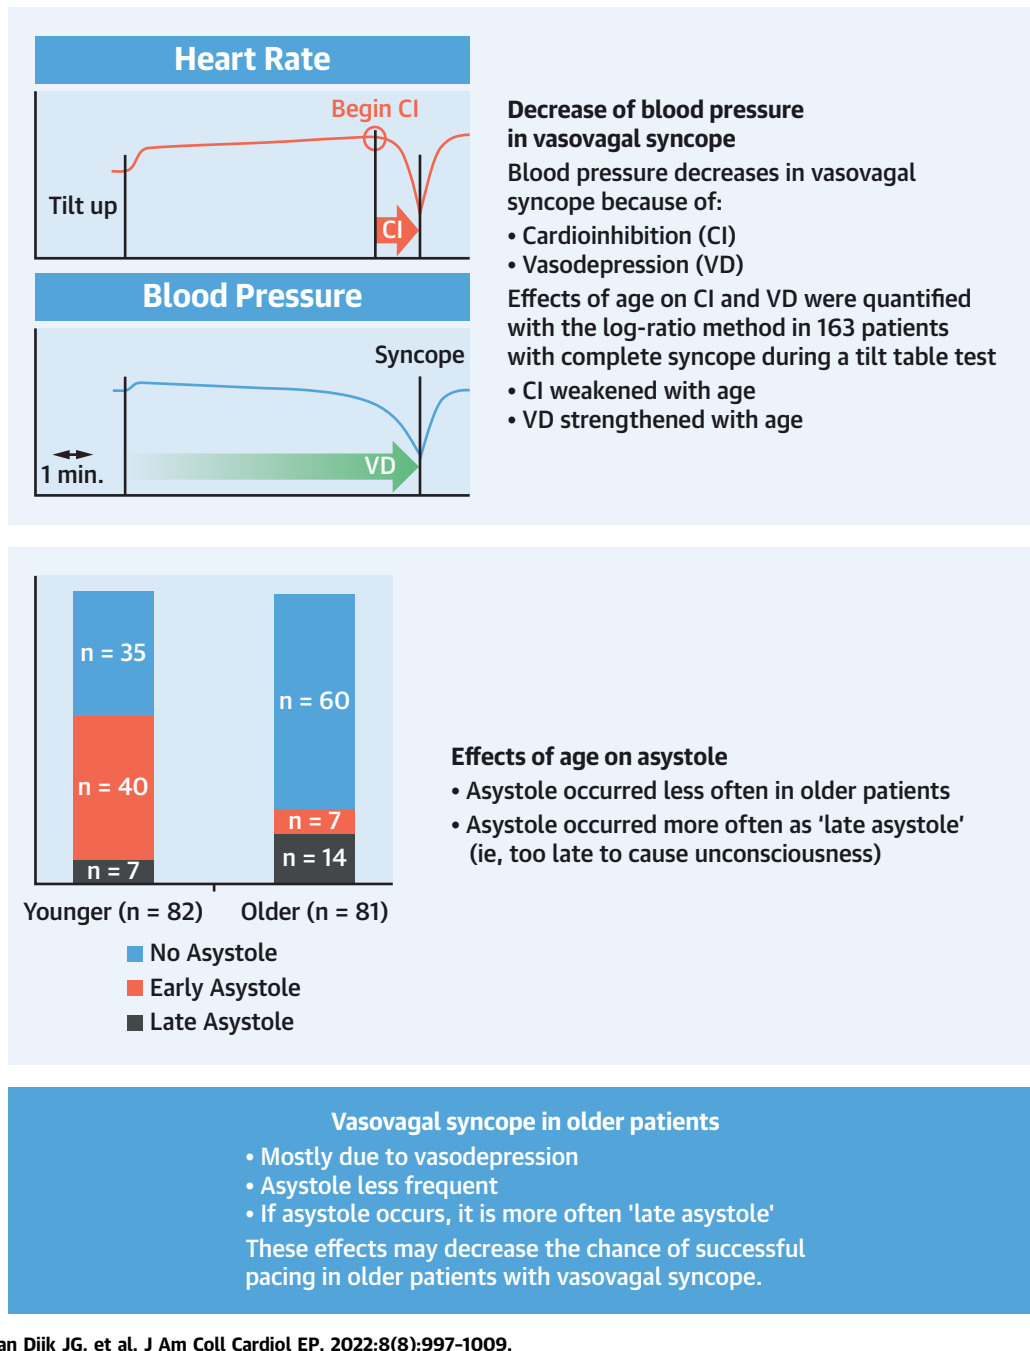 Heart Rate
Begin CI
Tilt up
CI
Blood Pressure
Syncope
1 min.
VD
Decrease of blood pressure
in vasovagal syncope
Blood pressure decreases in vasovagal
syncope because of:
• Cardioinhibition (CI)
• Vasodepression (VD)
Effects of age on CI and VD were quantified
with the log-ratio method in 163 patients
with complete syncope during a tilt table test
• CI weakened with age
• VD strengthened with age
n = 35
n = 40
n = 7
n = 60
n = 7
n = 14
Younger (n = 82)
Older (n = 81)
No Asystole
Early Asystole
Late Asystole
Effects of age on asystole
• Asystole occurred less often in older patients
• Asystole occurred more often as ‘late asystole’
(ie, too late to cause unconsciousness)
Vasovagal syncope in older patients
• Mostly due to vasodepression
• Asystole less frequent
• If asystole occurs, it is more often 'late asystole'
These effects may decrease the chance of successful
pacing in older patients with vasovagal syncope.
an Dijk JG, et al. J Am Coll Cardiol EP. 2022;8(8):997–1009.